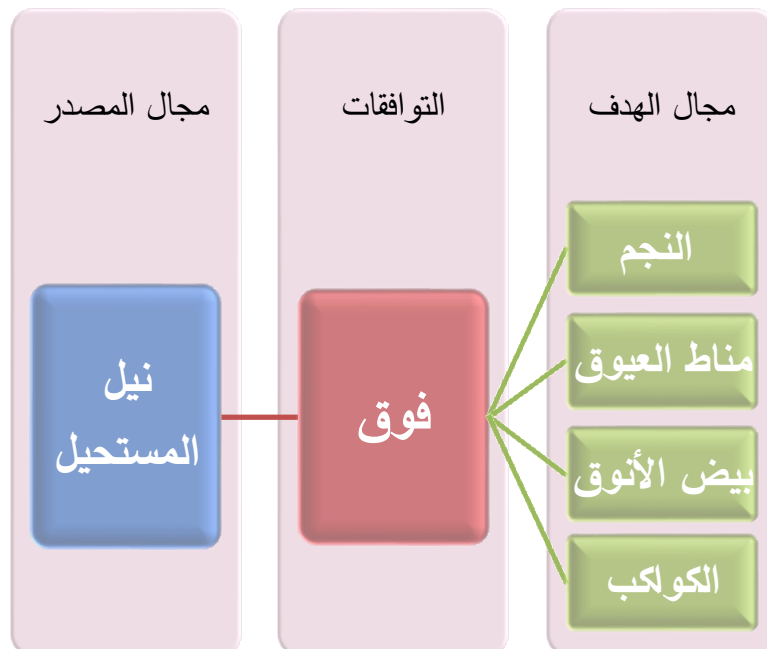 مجال الهدف
التوافقات
مجال المصدر
النجم
مناط العيوق
بيض الأنوق
الكواكب
فوق
نيل
المستحيل